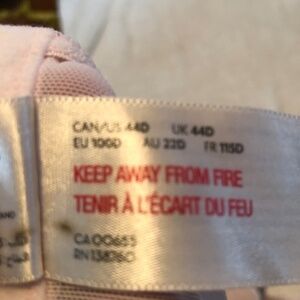 CAN/US 44D UK 44D
EU 100D AU 22D FR 115D
KEEP AWAY FROM FIRE
TENIR À L'ÉCART DU FEU
CA00655